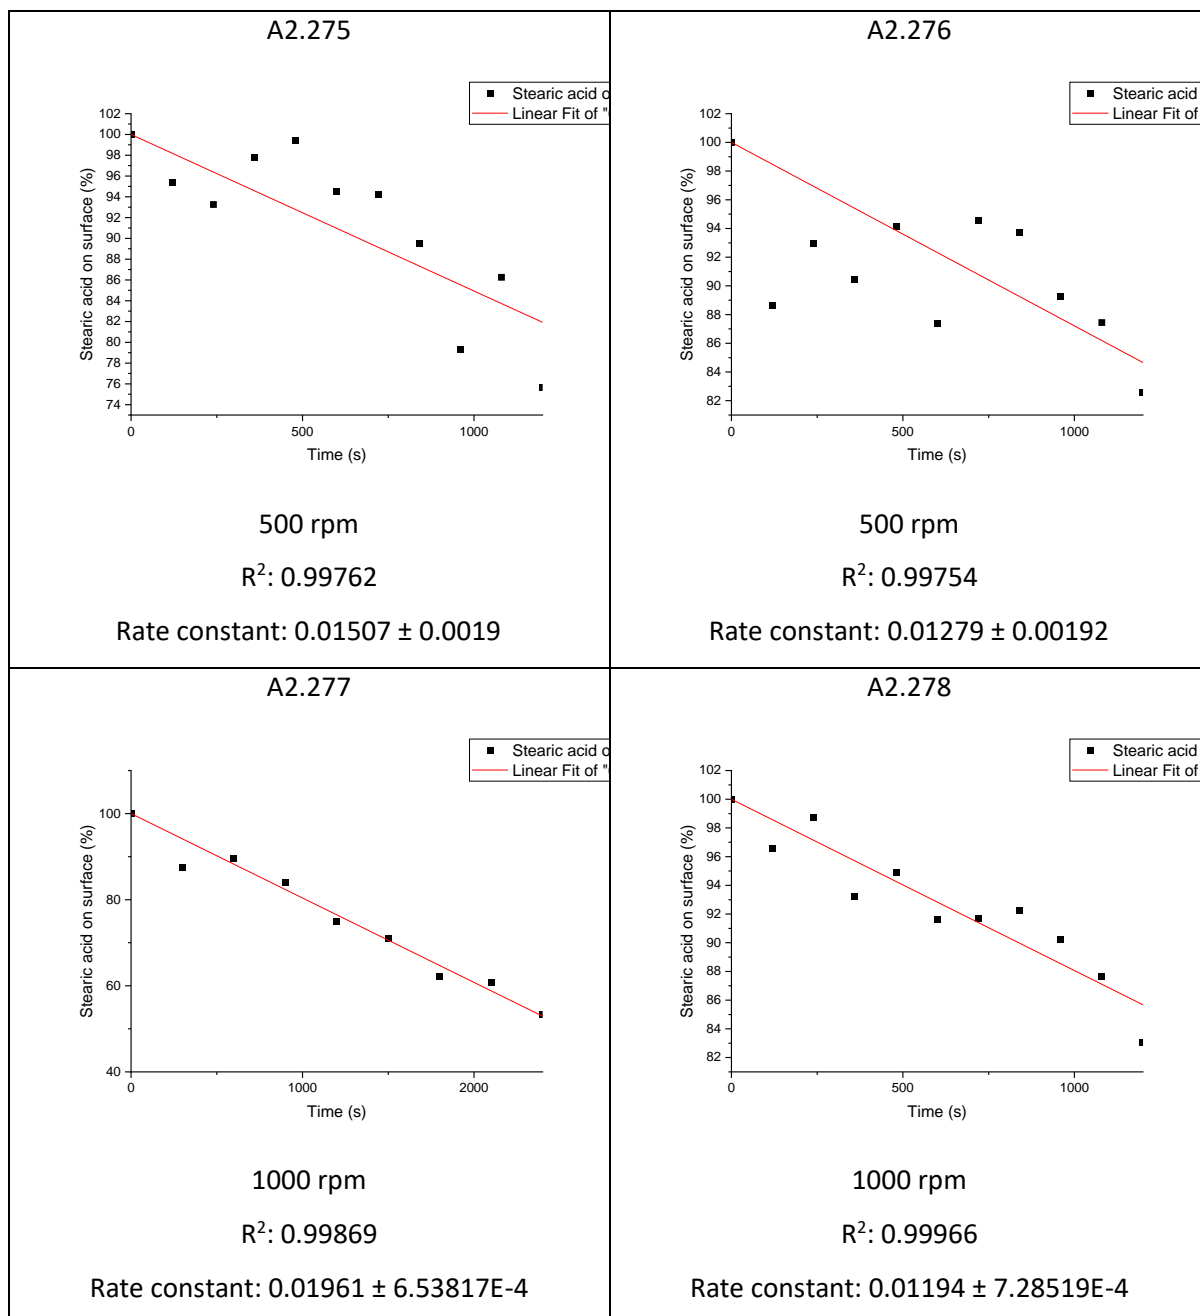 A2.275
Stearic acid o
Linear Fit of "
Stearic acid on surface (%)
102
100
98
96
94
92
90
88
86
84
82
80
78
76
74
0
500
1000
Time (s)
500 rpm
R²: 0.99762
Rate constant: 0.01507 ± 0.0019
A2.276
Stearic acid
Linear Fit of
Stearic acid on surface (%)
102
100
98
96
94
92
90
88
86
84
82
0
500
1000
Time (s)
500 rpm
R²: 0.99754
Rate constant: 0.01279 ± 0.00192
A2.277
Stearic acid o
Linear Fit of "
Stearic acid on surface (%)
100
80
60
40
0
1000
2000
Time (s)
1000 rpm
R²: 0.99869
Rate constant: 0.01961 ± 6.53817E-4
A2.278
Stearic acid
Linear Fit of
Stearic acid on surface (%)
102
100
98
96
94
92
90
88
86
84
82
0
500
1000
Time (s)
1000 rpm
R²: 0.99966
Rate constant: 0.01194 ± 7.28519E-4